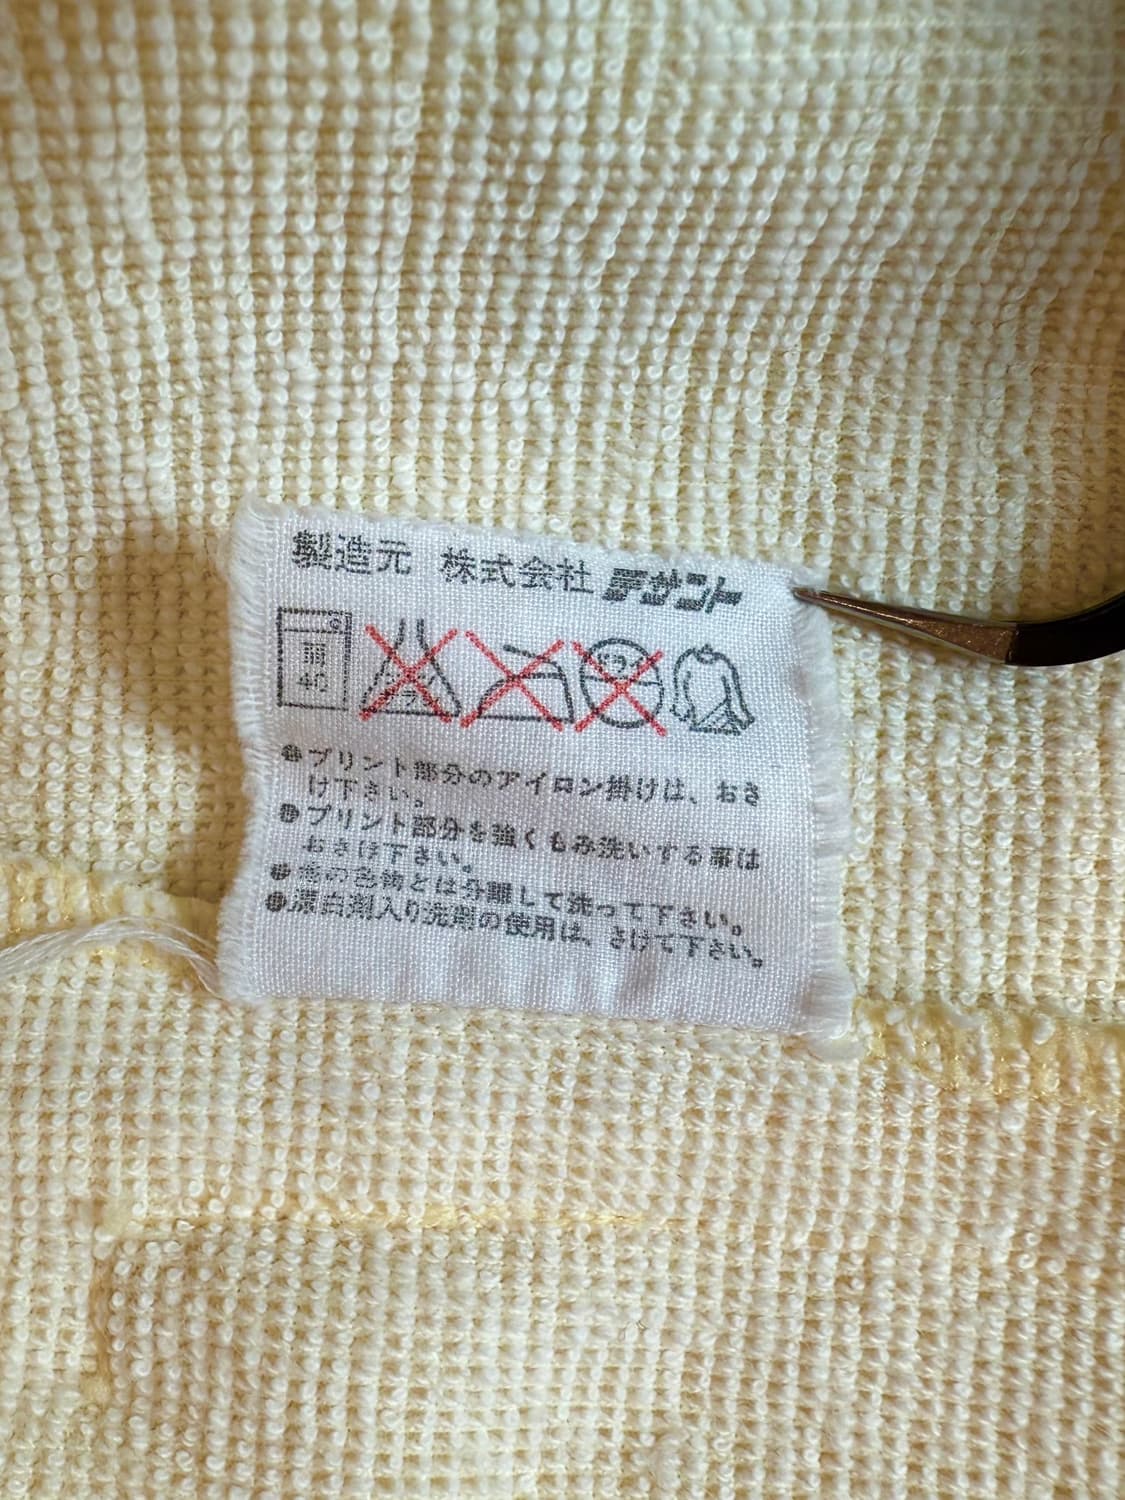 製造元 株式会社 デサント
弱
40
●プリント部分のアイロン掛けは、おさ
け下さい。
●プリント部分を強くもみ洗いする事は
おさけ下さい。
●他の色物とは分離して洗って下さい。
●漂白剤入り洗剤の使用は、さけて下さい。